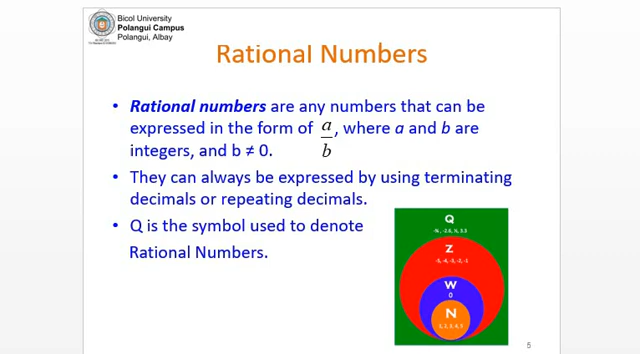 Bicol University
Polangui Campus
Polangui, Albay
Rational Numbers
• Rational numbers are any numbers that can be
expressed in the form of a/b, where a and b are
integers, and b ≠ 0.
• They can always be expressed by using terminating
decimals or repeating decimals.
• Q is the symbol used to denote
Rational Numbers.
Q
-2.6, ½, 3.3
Z
-5, -4, -3, -2, -1
W
0
N
1, 2, 3, 4, 5
5